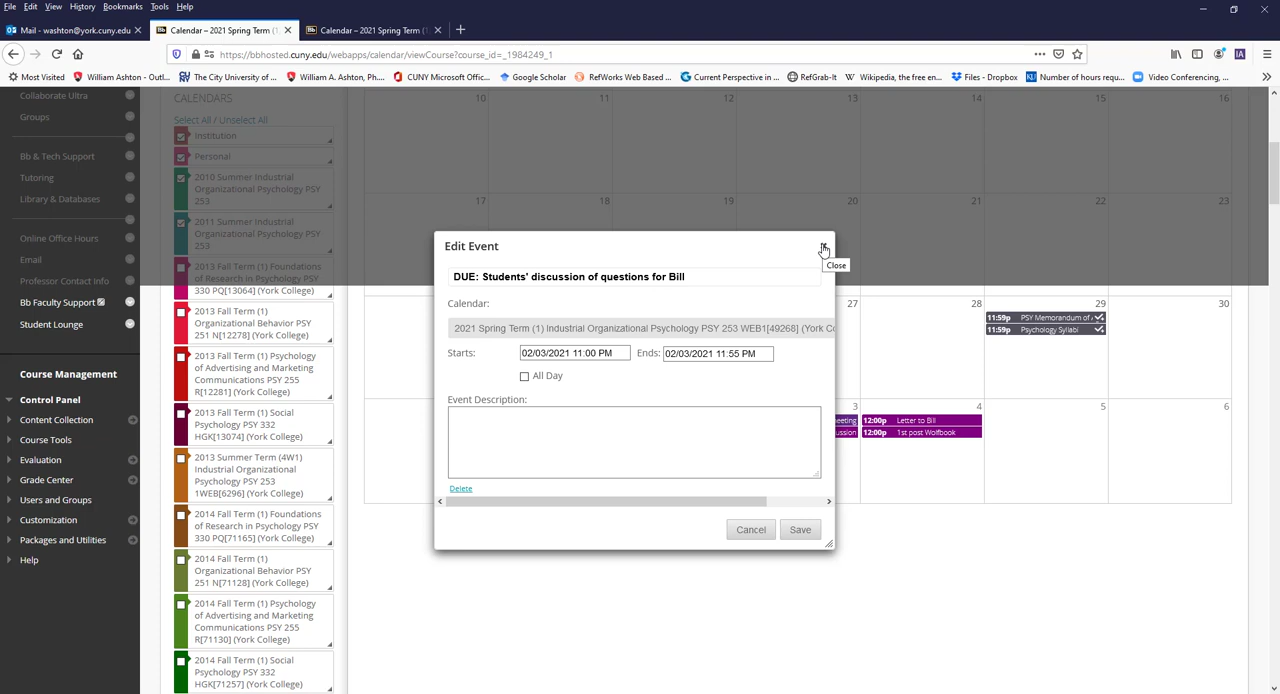 File Edit View History Bookmarks Tools Help
Mail - washton@york.cuny.edu
Calendar – 2021 Spring Term (1)
Calendar – 2021 Spring Term (1)
https://bbhosted.cuny.edu/webapps/calendar/viewCourse?course_id=_1984249_1
Most Visited William Ashton - Outl... The City University of ... William A. Ashton, Ph.... CUNY Microsoft Offic... Google Scholar RefWorks Web Based ... Current Perspective in ... RefGrab-It Wikipedia, the free en... Files - Dropbox Number of hours requ... Video Conferencing, ...
Collaborate Ultra
Groups
Bb & Tech Support
Tutoring
Library & Databases
Online Office Hours
Email
Professor Contact Info
Bb Faculty Support
Student Lounge
Course Management
Control Panel
Content Collection
Course Tools
Evaluation
Grade Center
Users and Groups
Customization
Packages and Utilities
Help
CALENDARS
Select All / Unselect All
Institution
Personal
2010 Summer Industrial
Organizational Psychology PSY
253
2011 Summer Industrial
Organizational Psychology PSY
253
2013 Fall Term (1) Foundations
of Research in Psychology PSY
330 PQ[13064] (York College)
2013 Fall Term (1)
Organizational Behavior PSY
251 N[12278] (York College)
2013 Fall Term (1) Psychology
of Advertising and Marketing
Communications PSY 255
R[12281] (York College)
2013 Fall Term (1) Social
Psychology PSY 332
HGK[13074] (York College)
2013 Summer Term (4W1)
Industrial Organizational
Psychology PSY 253
1WEB[6296] (York College)
2014 Fall Term (1) Foundations
of Research in Psychology PSY
330 PQ[71165] (York College)
2014 Fall Term (1)
Organizational Behavior PSY
251 N[71128] (York College)
2014 Fall Term (1) Psychology
of Advertising and Marketing
Communications PSY 255
R[71130] (York College)
2014 Fall Term (1) Social
Psychology PSY 332
HGK[71257] (York College)
10 11 12 13 14 15 16
17 18 19 20 21 22 23
27 28 29 30
11:59p PSY Memorandum of
11:59p Psychology Syllabi
3 4 5 6
eeting 12:00p Letter to Bill
ussion 12:00p 1st post Wolfbook
Edit Event
Close
DUE: Students' discussion of questions for Bill
Calendar:
2021 Spring Term (1) Industrial Organizational Psychology PSY 253 WEB1[49268] (York Co
Starts: 02/03/2021 11:00 PM Ends: 02/03/2021 11:55 PM
All Day
Event Description:
Delete
Cancel Save